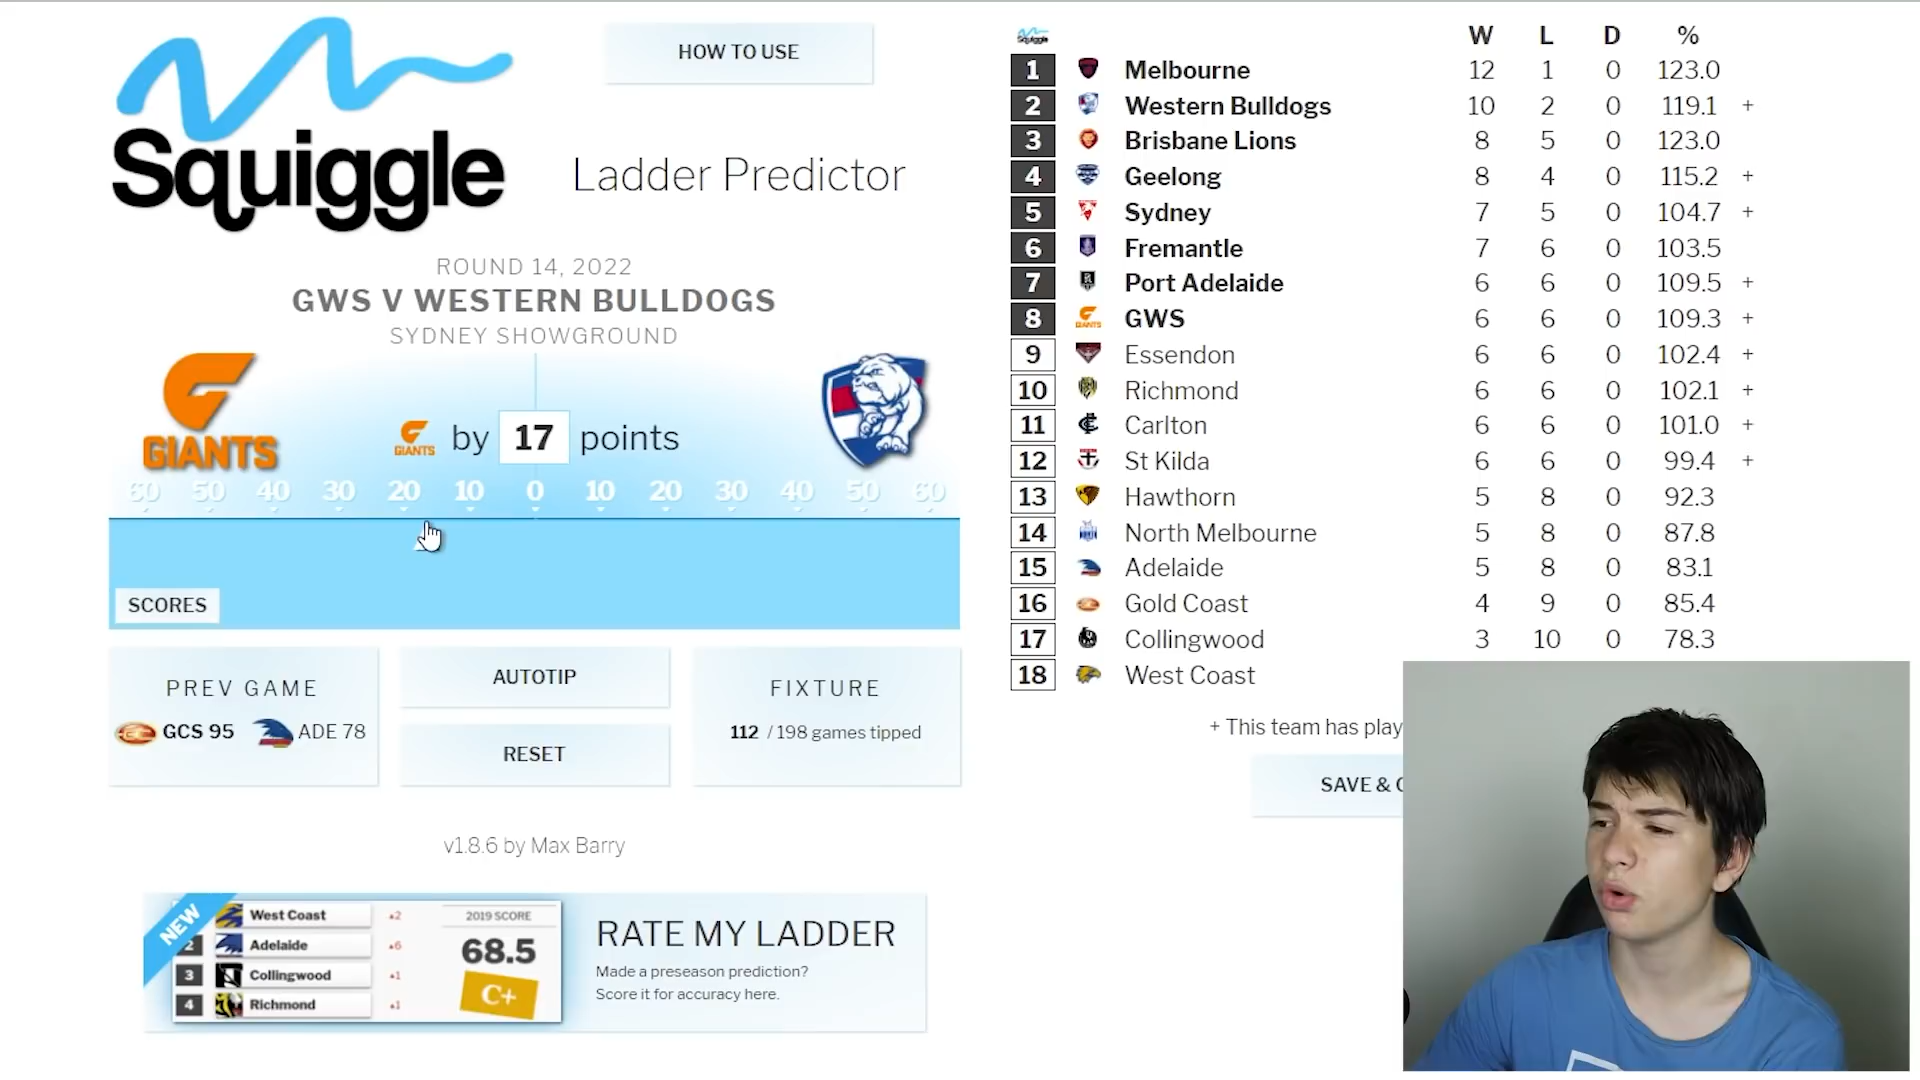 Squiggle
HOW TO USE
Ladder Predictor
ROUND 14, 2022
GWS V WESTERN BULLDOGS
SYDNEY SHOWGROUND
GIANTS
GIANTS by 17 points
60 50 40 30 20 10 0 10 20 30 40 50 60
SCORES
PREV GAME
GCS 95 ADE 78
AUTOTIP
RESET
FIXTURE
112 / 198 games tipped
v1.8.6 by Max Barry
NEW
West Coast 2
2 Adelaide 6
3 Collingwood 1
4 Richmond 1
2019 SCORE
68.5
C+
RATE MY LADDER
Made a preseason prediction?
Score it for accuracy here.
Squiggle W L D %
1 Melbourne 12 1 0 123.0
2 Western Bulldogs 10 2 0 119.1 +
3 Brisbane Lions 8 5 0 123.0
4 Geelong 8 4 0 115.2 +
5 Sydney 7 5 0 104.7 +
6 Fremantle 7 6 0 103.5
7 Port Adelaide 6 6 0 109.5 +
8 GIANTS GWS 6 6 0 109.3 +
9 Essendon 6 6 0 102.4 +
10 Richmond 6 6 0 102.1 +
11 Carlton 6 6 0 101.0 +
12 St Kilda 6 6 0 99.4 +
13 Hawthorn 5 8 0 92.3
14 North Melbourne 5 8 0 87.8
15 Adelaide 5 8 0 83.1
16 Gold Coast 4 9 0 85.4
17 Collingwood 3 10 0 78.3
18 West Coast
+ This team has play
SAVE &